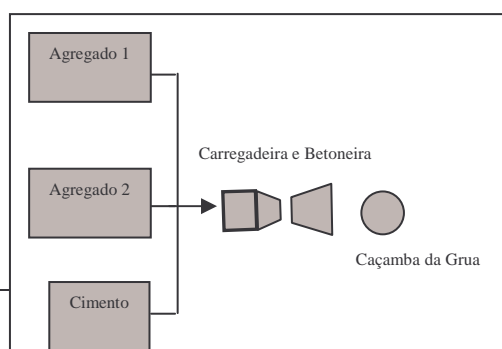 Agregado 1
Carregadeira e Betoneira
Agregado 2
Caçamba da Grua
Cimento